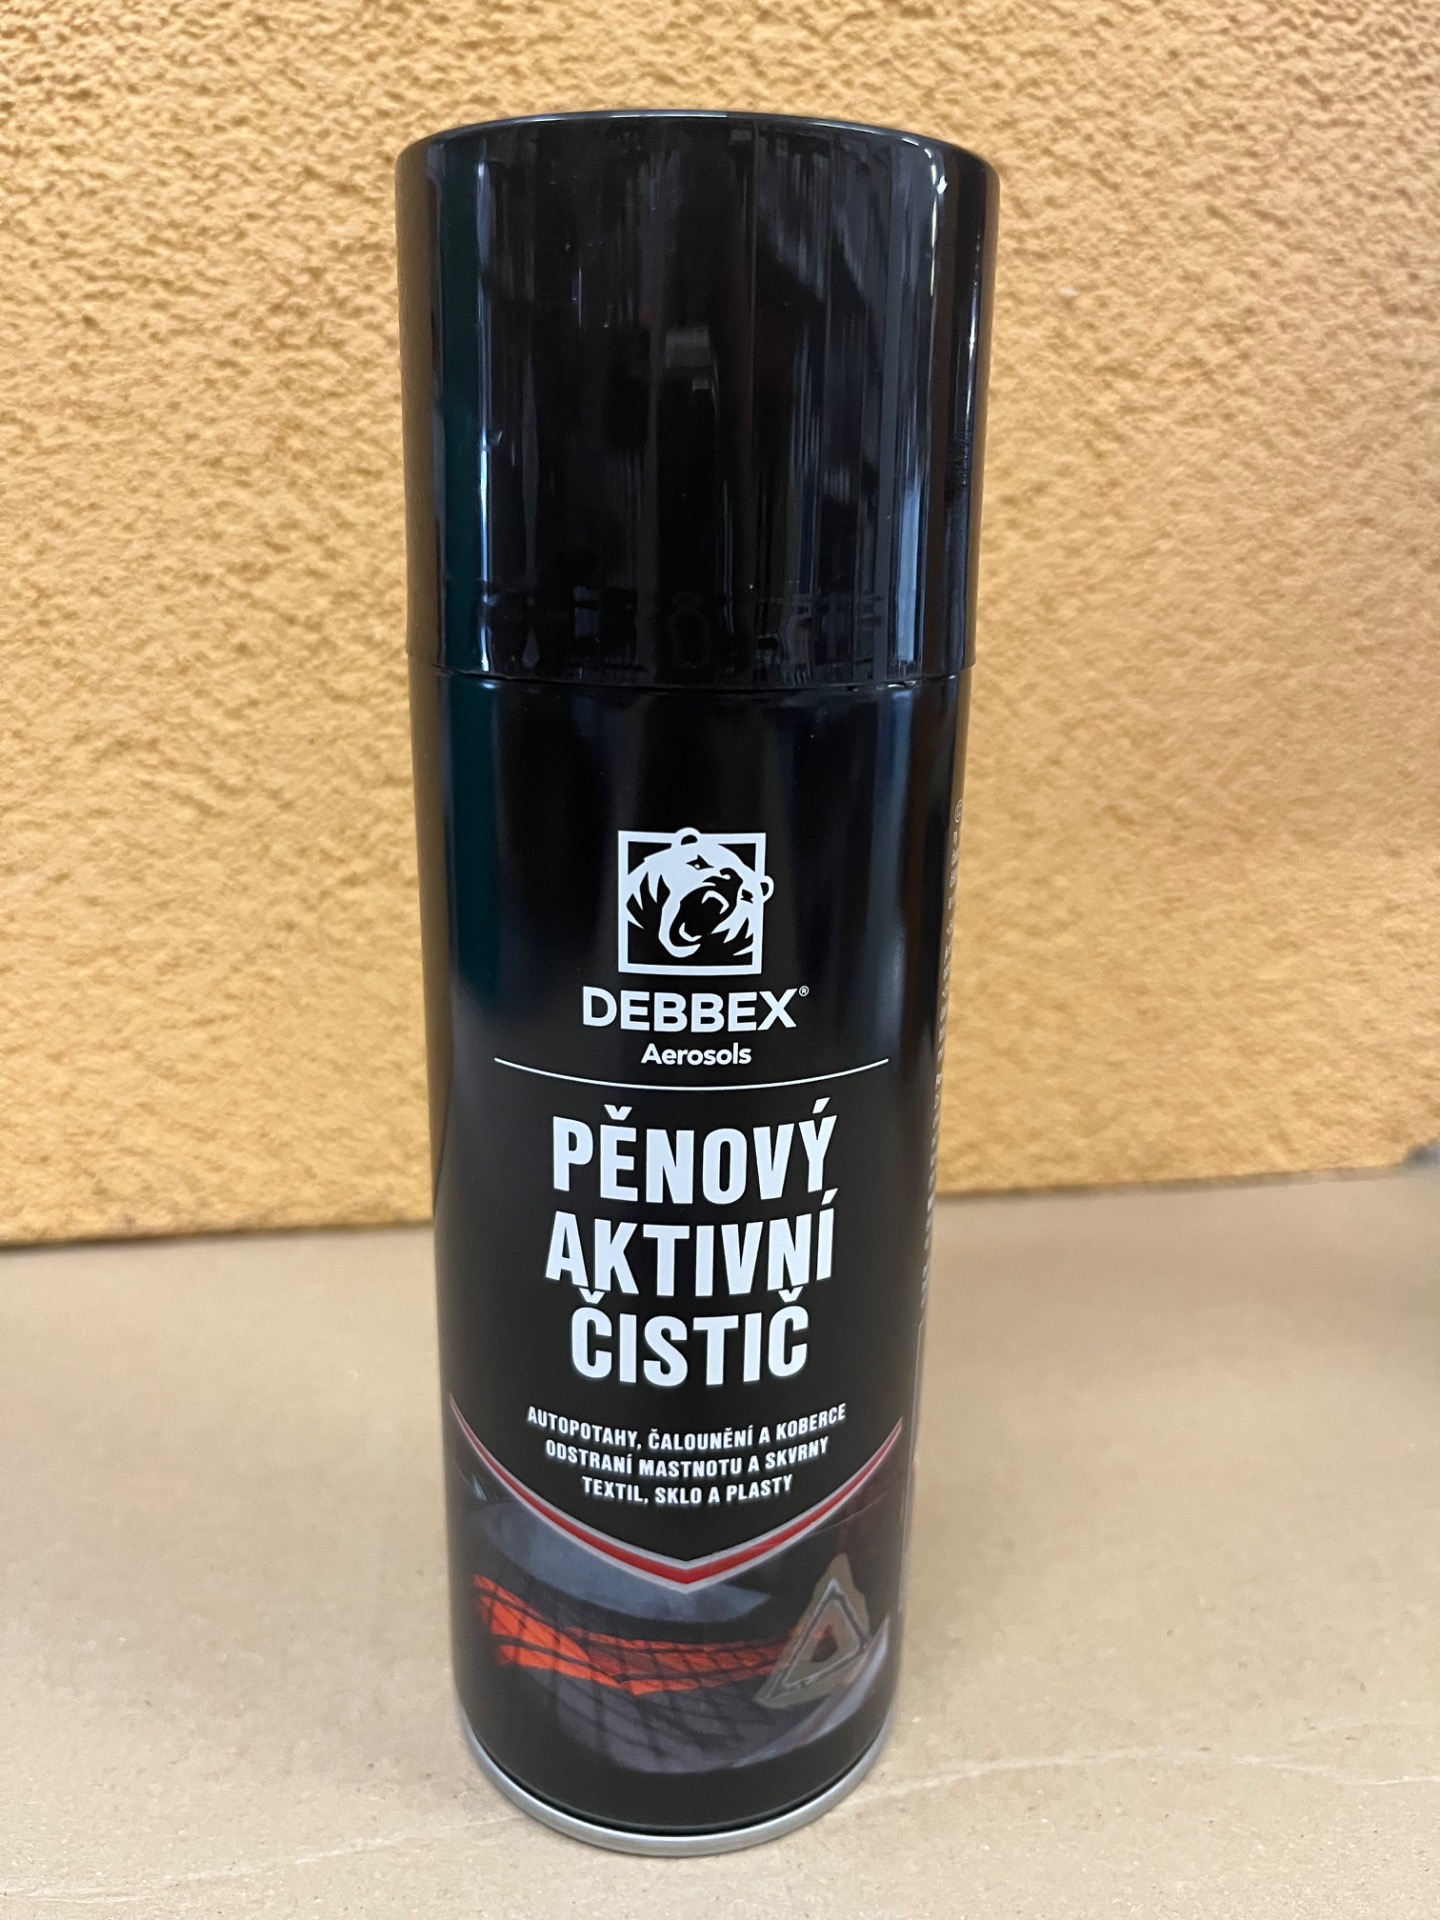 DEBBEX®
Aerosols
PĚNOVÝ
AKTIVNÍ
ČISTIČ
AUTOPOTAHY, ČALOUNĚNÍ A KOBERCE
ODSTRANÍ MASTNOTU A SKVRNY
TEXTIL, SKLO A PLASTY